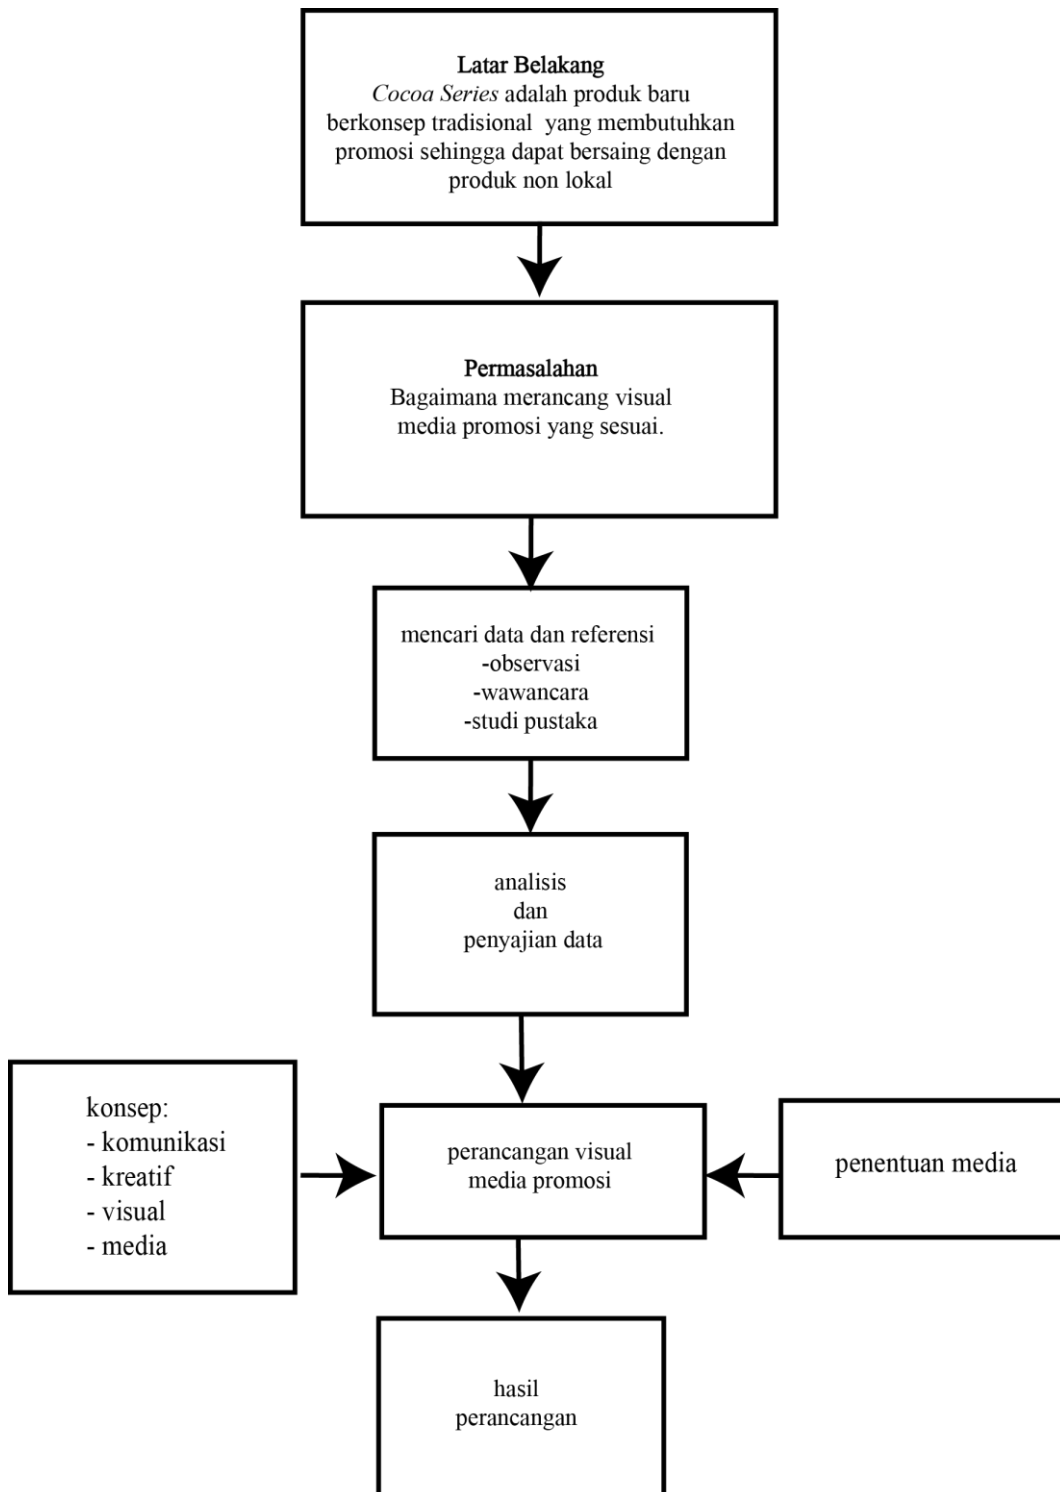 Latar Belakang
Cocoa Series adalah produk baru
berkonsep tradisional yang membutuhkan
promosi sehingga dapat bersaing dengan
produk non lokal
Permasalahan
Bagaimana merancang visual
media promosi yang sesuai.
mencari data dan referensi
-observasi
-wawancara
-studi pustaka
analisis
dan
penyajian data
konsep:
- komunikasi
- kreatif
- visual
- media
perancangan visual
media promosi
penentuan media
hasil
perancangan